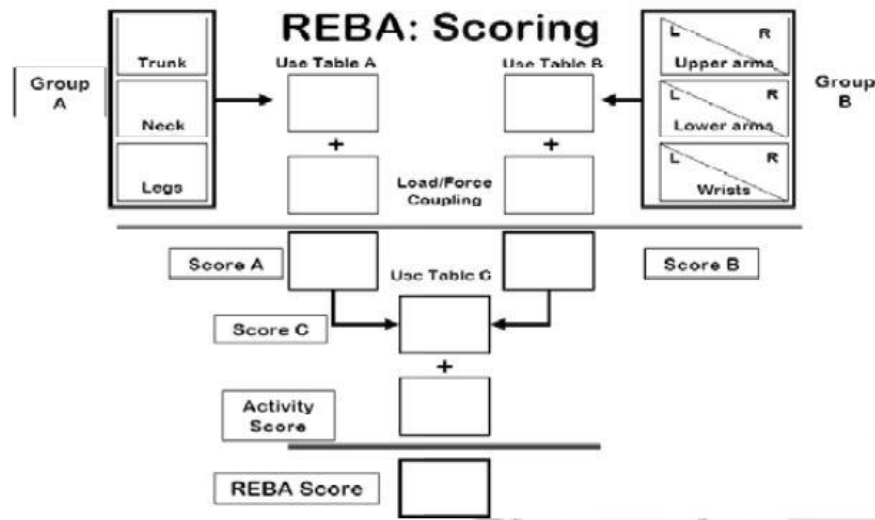 REBA: Scoring
Group
A
Trunk
Neck
Legs
Use Table A
+
Use Table B
+
Load/Force
Coupling
L R
Upper arms
L R
Lower arms
L R
Wrists
Group
B
Score A
Use Table C
Score B
Score C
+
Activity
Score
REBA Score